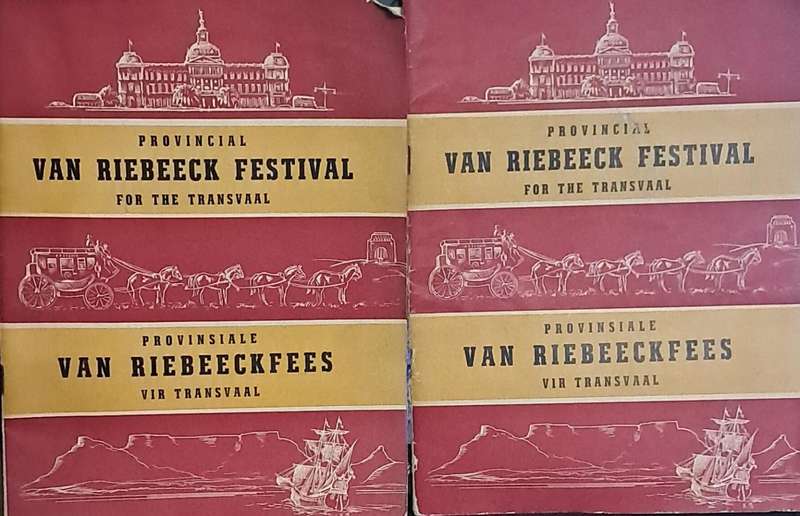 PROVINCIAL
VAN RIEBEECK FESTIVAL
FOR THE TRANSVAAL
PROVINSIALE
VAN RIEBEECKFEES
VIR TRANSVAAL
PROVINCIAL
VAN RIEBEECK FESTIVAL
FOR THE TRANSVAAL
PROVINSIALE
VAN RIEBEECKFEES
VIR TRANSVAAL